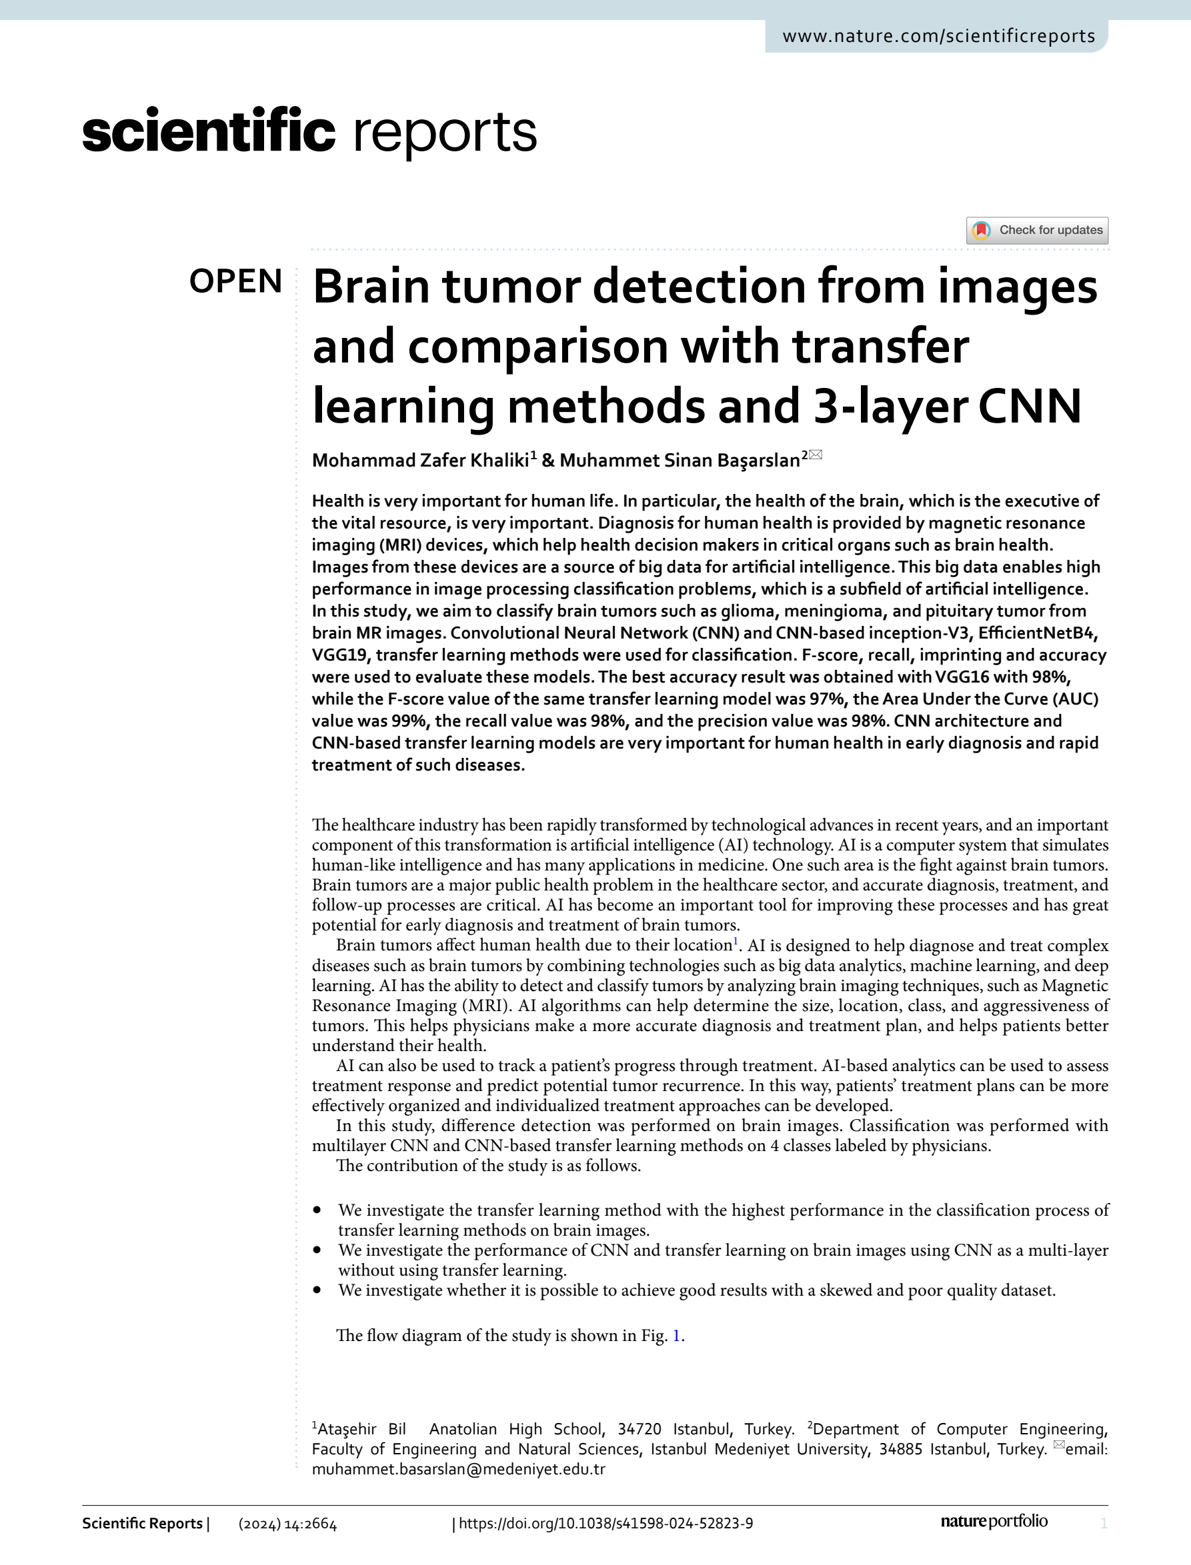 www.nature.com/scientificreports
scientific reports
Check for updates
OPEN
Brain tumor detection from images
and comparison with transfer
learning methods and 3-layer CNN
Mohammad Zafer Khaliki1 & Muhammet Sinan Başarslan2
Health is very important for human life. In particular, the health of the brain, which is the executive of
the vital resource, is very important. Diagnosis for human health is provided by magnetic resonance
imaging (MRI) devices, which help health decision makers in critical organs such as brain health.
Images from these devices are a source of big data for artificial intelligence. This big data enables high
performance in image processing classification problems, which is a subfield of artificial intelligence.
In this study, we aim to classify brain tumors such as glioma, meningioma, and pituitary tumor from
brain MR images. Convolutional Neural Network (CNN) and CNN-based inception-V3, EfficientNetB4,
VGG19, transfer learning methods were used for classification. F-score, recall, imprinting and accuracy
were used to evaluate these models. The best accuracy result was obtained with VGG16 with 98%,
while the F-score value of the same transfer learning model was 97%, the Area Under the Curve (AUC)
value was 99%, the recall value was 98%, and the precision value was 98%. CNN architecture and
CNN-based transfer learning models are very important for human health in early diagnosis and rapid
treatment of such diseases.
The healthcare industry has been rapidly transformed by technological advances in recent years, and an important
component of this transformation is artificial intelligence (AI) technology. AI is a computer system that simulates
human-like intelligence and has many applications in medicine. One such area is the fight against brain tumors.
Brain tumors are a major public health problem in the healthcare sector, and accurate diagnosis, treatment, and
follow-up processes are critical. AI has become an important tool for improving these processes and has great
potential for early diagnosis and treatment of brain tumors.
Brain tumors affect human health due to their location1. AI is designed to help diagnose and treat complex
diseases such as brain tumors by combining technologies such as big data analytics, machine learning, and deep
learning. AI has the ability to detect and classify tumors by analyzing brain imaging techniques, such as Magnetic
Resonance Imaging (MRI). AI algorithms can help determine the size, location, class, and aggressiveness of
tumors. This helps physicians make a more accurate diagnosis and treatment plan, and helps patients better
understand their health.
AI can also be used to track a patient's progress through treatment. AI-based analytics can be used to assess
treatment response and predict potential tumor recurrence. In this way, patients' treatment plans can be more
effectively organized and individualized treatment approaches can be developed.
In this study, difference detection was performed on brain images. Classification was performed with
multilayer CNN and CNN-based transfer learning methods on 4 classes labeled by physicians.
The contribution of the study is as follows.
• We investigate the transfer learning method with the highest performance in the classification process of
transfer learning methods on brain images.
• We investigate the performance of CNN and transfer learning on brain images using CNN as a multi-layer
without using transfer learning.
• We investigate whether it is possible to achieve good results with a skewed and poor quality dataset.
The flow diagram of the study is shown in Fig. 1.
1Ataşehir Bil Anatolian High School, 34720 Istanbul, Turkey. 2Department of Computer Engineering,
Faculty of Engineering and Natural Sciences, Istanbul Medeniyet University, 34885 Istanbul, Turkey. email:
muhammet.basarslan@medeniyet.edu.tr
Scientific Reports | (2024) 14:2664 | https://doi.org/10.1038/s41598-024-52823-9 nature portfolio 1